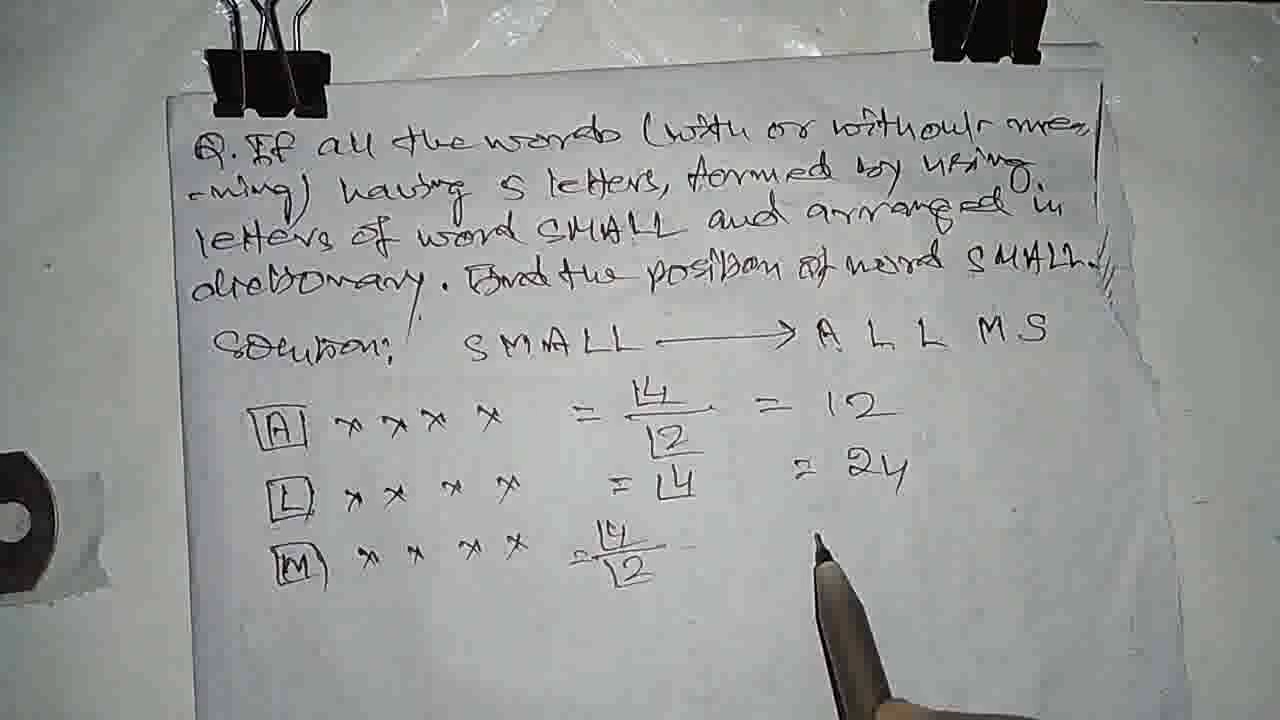 Q. If all the words (with or without mea
-ning) having 5 letters, formed by using
letters of word SMALL and arranged in
dictionary. Find the position of word SMALL.
Solution: SMALL → A L L M S
A × × × × = ⌊4 / ⌊2 = 12
L × × × × = ⌊4 = 24
M × × × × = ⌊4 / ⌊2